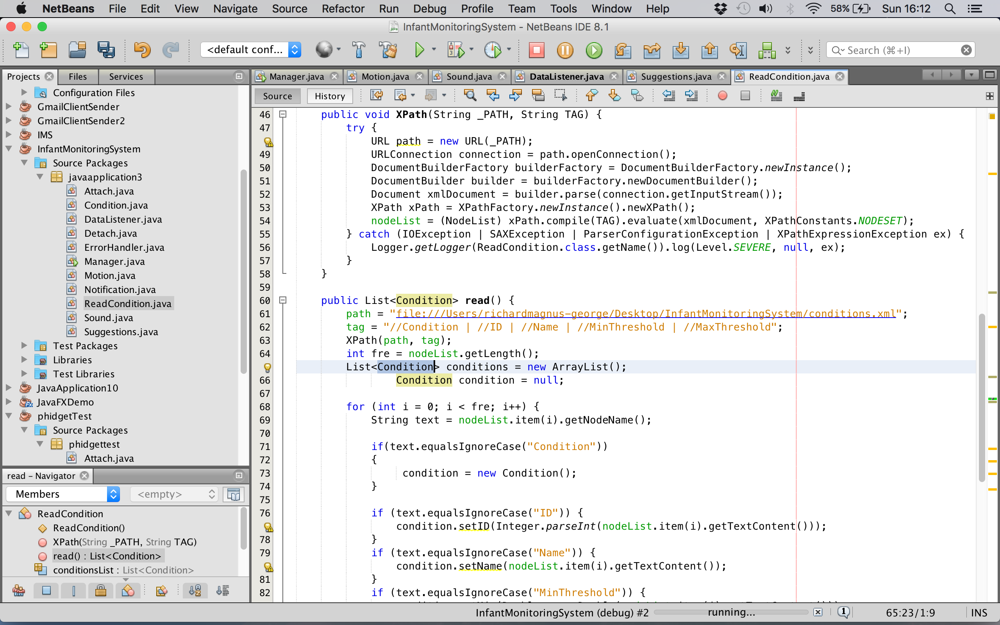 NetBeans File Edit View Navigate Source Refactor Run Debug Profile Team Tools Window Help 58% Sun 16:12
InfantMonitoringSystem - NetBeans IDE 8.1
<default conf... Search (⌘+I)
Projects Files Services
Configuration Files
GmailClientSender
GmailClientSender2
IMS
InfantMonitoringSystem
Source Packages
javaapplication3
Attach.java
Condition.java
DataListener.java
Detach.java
ErrorHandler.java
Manager.java
Motion.java
Notification.java
ReadCondition.java
Sound.java
Suggestions.java
Test Packages
Libraries
Test Libraries
JavaApplication10
JavaFXDemo
phidgetTest
Source Packages
phidgettest
Attach.java
read - Navigator
Members <empty>
ReadCondition
ReadCondition()
XPath(String _PATH, String TAG)
read() : List<Condition>
conditionsList : List<Condition>
Manager.java Motion.java Sound.java DataListener.java Suggestions.java ReadCondition.java
Source History
46 public void XPath(String _PATH, String TAG) {
47 try {
URL path = new URL(_PATH);
49 URLConnection connection = path.openConnection();
50 DocumentBuilderFactory builderFactory = DocumentBuilderFactory.newInstance();
51 DocumentBuilder builder = builderFactory.newDocumentBuilder();
52 Document xmlDocument = builder.parse(connection.getInputStream());
53 XPath xPath = XPathFactory.newInstance().newXPath();
54 nodeList = (NodeList) xPath.compile(TAG).evaluate(xmlDocument, XPathConstants.NODESET);
55 } catch (IOException | SAXException | ParserConfigurationException | XPathExpressionException ex) {
56 Logger.getLogger(ReadCondition.class.getName()).log(Level.SEVERE, null, ex);
57 }
58 }
59
60 public List<Condition> read() {
61 path = "file:///Users/richardmagnus-george/Desktop/InfantMonitoringSystem/conditions.xml";
62 tag = "//Condition | //ID | //Name | //MinThreshold | //MaxThreshold";
63 XPath(path, tag);
64 int fre = nodeList.getLength();
List<Condition> conditions = new ArrayList();
66 Condition condition = null;
67
68 for (int i = 0; i < fre; i++) {
69 String text = nodeList.item(i).getNodeName();
70
71 if(text.equalsIgnoreCase("Condition"))
72 {
73 condition = new Condition();
74 }
75
76 if (text.equalsIgnoreCase("ID")) {
condition.setID(Integer.parseInt(nodeList.item(i).getTextContent()));
78 }
79 if (text.equalsIgnoreCase("Name")) {
condition.setName(nodeList.item(i).getTextContent());
81 }
82 if (text.equalsIgnoreCase("MinThreshold")) {
InfantMonitoringSystem (debug) #2 running... 1 65:23/1:9 INS